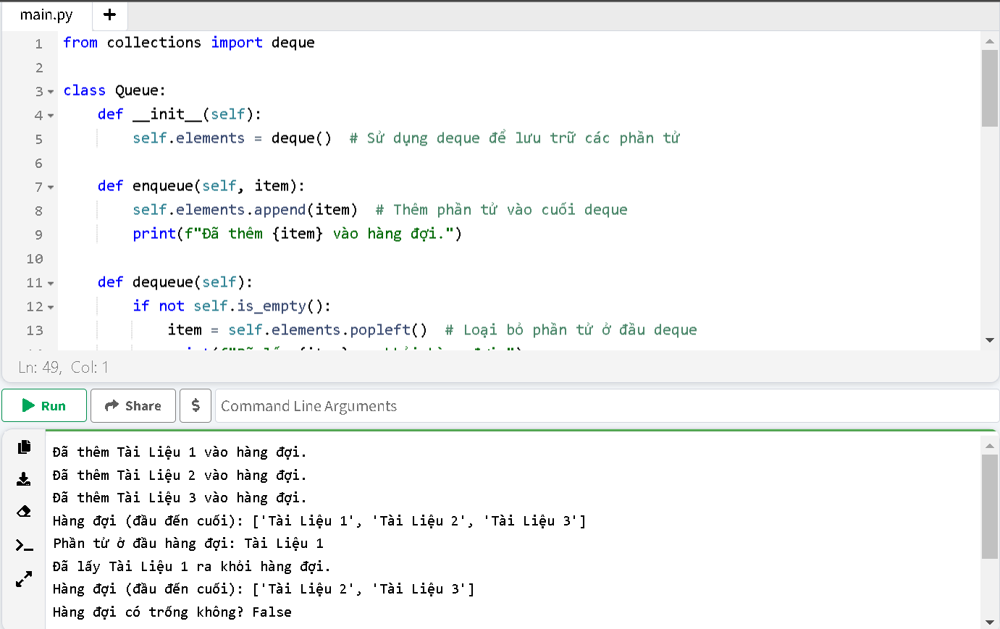 main.py +
1 from collections import deque
2
3 class Queue:
4     def __init__(self):
5         self.elements = deque()  # Sử dụng deque để lưu trữ các phần tử
6
7     def enqueue(self, item):
8         self.elements.append(item)  # Thêm phần tử vào cuối deque
9         print(f"Đã thêm {item} vào hàng đợi.")
10
11     def dequeue(self):
12         if not self.is_empty():
13             item = self.elements.popleft()  # Loại bỏ phần tử ở đầu deque
Ln: 49, Col: 1
Run Share $ Command Line Arguments
Đã thêm Tài Liệu 1 vào hàng đợi.
Đã thêm Tài Liệu 2 vào hàng đợi.
Đã thêm Tài Liệu 3 vào hàng đợi.
Hàng đợi (đầu đến cuối): ['Tài Liệu 1', 'Tài Liệu 2', 'Tài Liệu 3']
Phần tử ở đầu hàng đợi: Tài Liệu 1
Đã lấy Tài Liệu 1 ra khỏi hàng đợi.
Hàng đợi (đầu đến cuối): ['Tài Liệu 2', 'Tài Liệu 3']
Hàng đợi có trống không? False